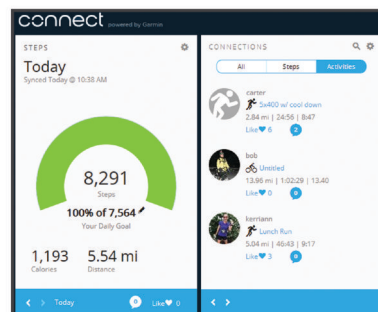 connect powered by Garmin
STEPS
Today
Synced Today @ 10:38 AM
8,291
Steps
100% of 7,564
Your Daily Goal
1,193
Calories
5.54 mi
Distance
< > Today 0 Like 0
CONNECTIONS
All Steps Activities
carter
5x400 w/ cool down
2.84 mi | 24:56 | 8:47
Like 6 2
bob
Untitled
13.96 mi | 1:02:29 | 13.40
Like 0 0
kerriann
Lunch Run
5.04 mi | 46:43 | 9:17
Like 3 0
< >